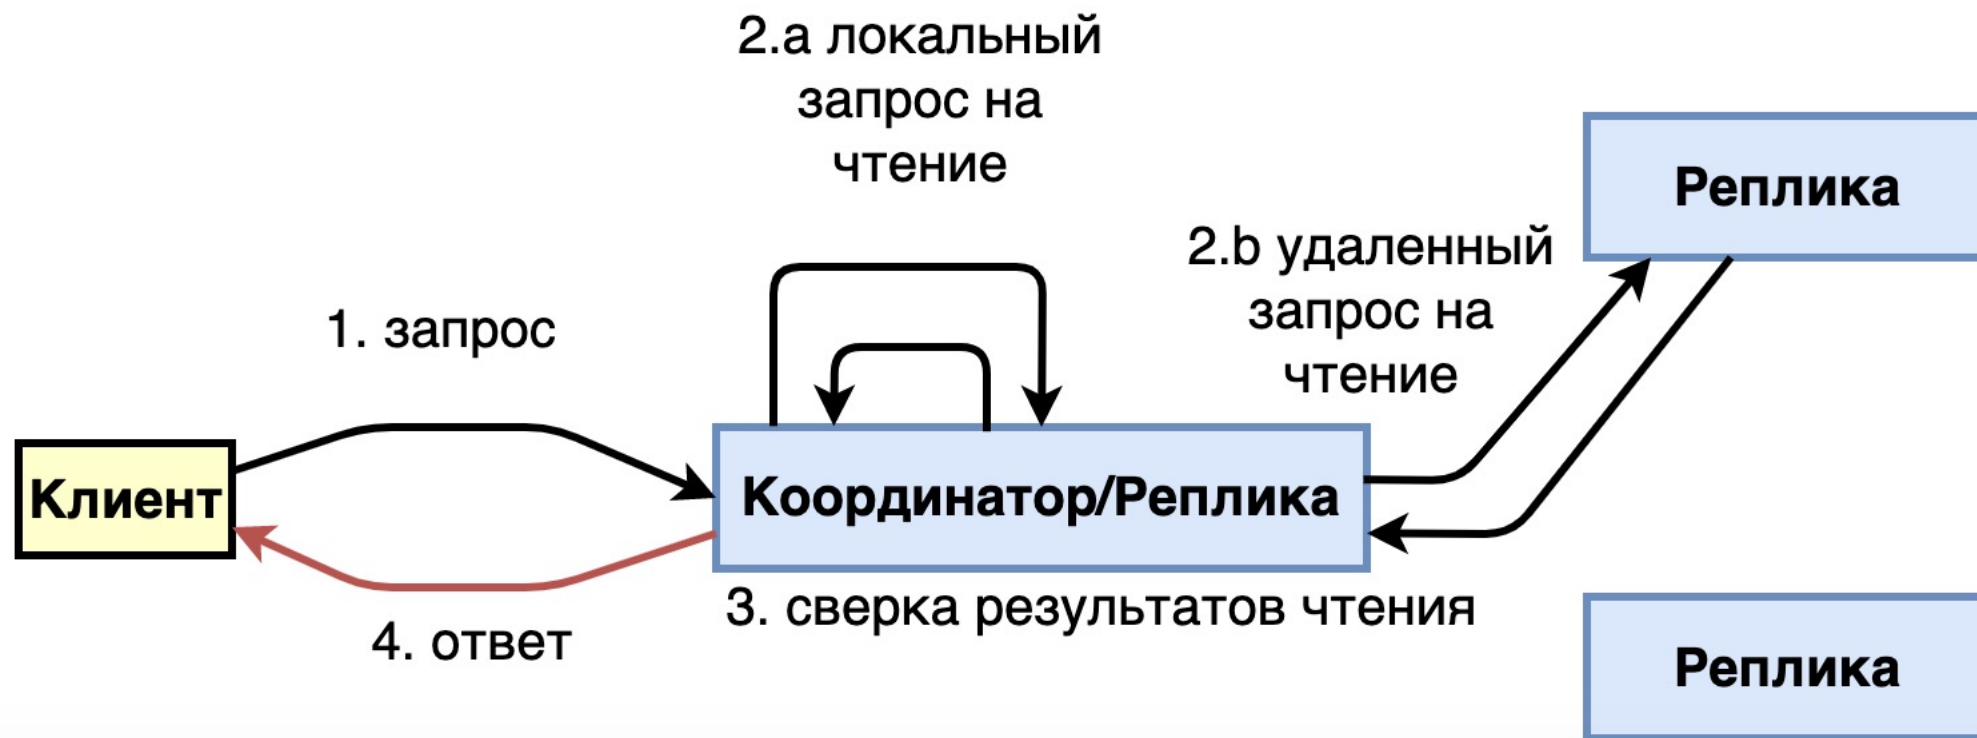 2.a локальный
запрос на
чтение
Реплика
2.b удаленный
запрос на
чтение
1. запрос
Клиент
Координатор/Реплика
3. сверка результатов чтения
4. ответ
Реплика